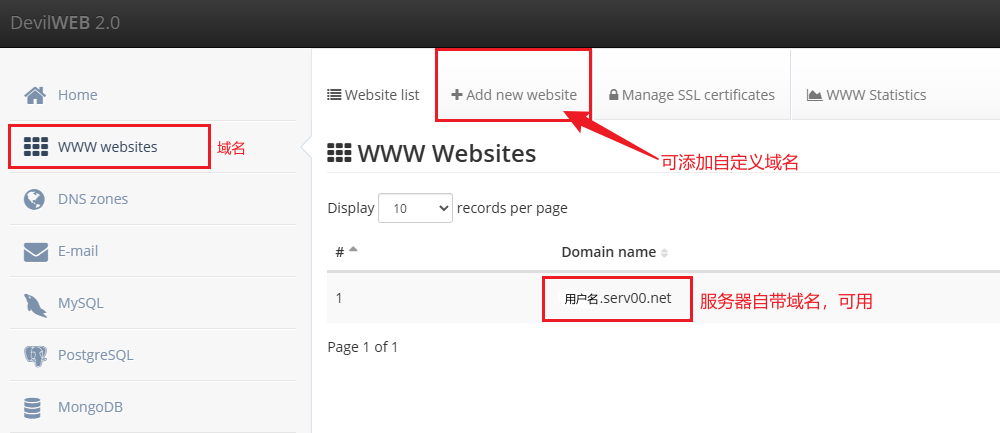 DevilWEB 2.0
Home
WWW websites
域名
DNS zones
E-mail
MySQL
PostgreSQL
MongoDB
Website list
Add new website
Manage SSL certificates
WWW Statistics
可添加自定义域名
WWW Websites
Display 10 records per page
# Domain name
1 用户名.serv00.net
服务器自带域名，可用
Page 1 of 1